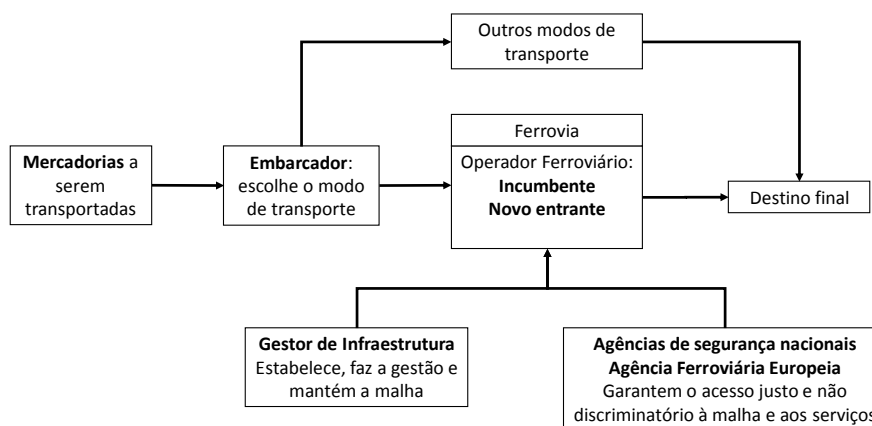 Outros modos de
transporte
Ferrovia
Mercadorias a
serem
transportadas
Embarcador:
escolhe o modo
de transporte
Operador Ferroviário:
Incumbente
Novo entrante
Destino final
Gestor de Infraestrutura
Estabelece, faz a gestão e
mantém a malha
Agências de segurança nacionais
Agência Ferroviária Europeia
Garantem o acesso justo e não
discriminatório à malha e aos serviços